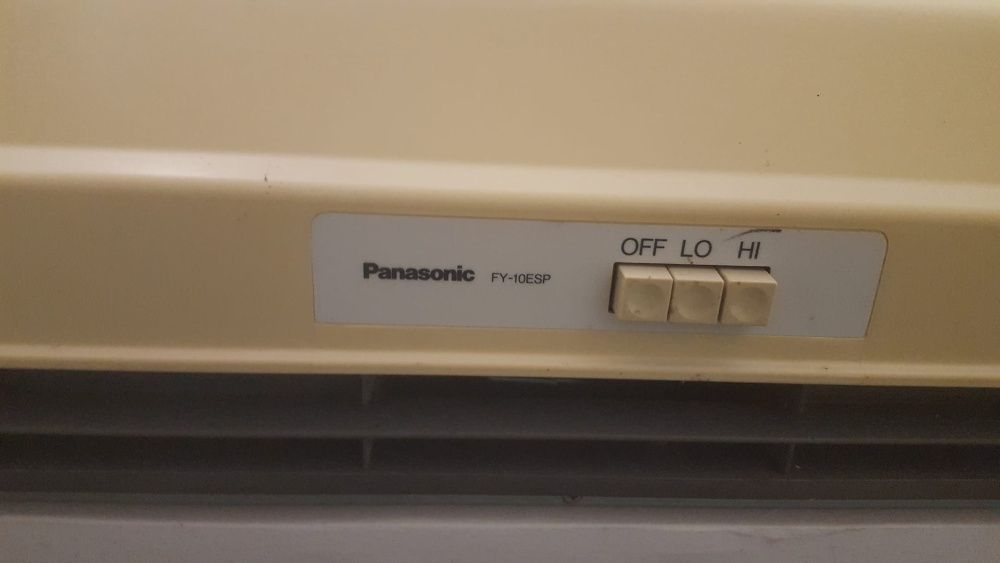 OFF LO HI
Panasonic FY-10ESP